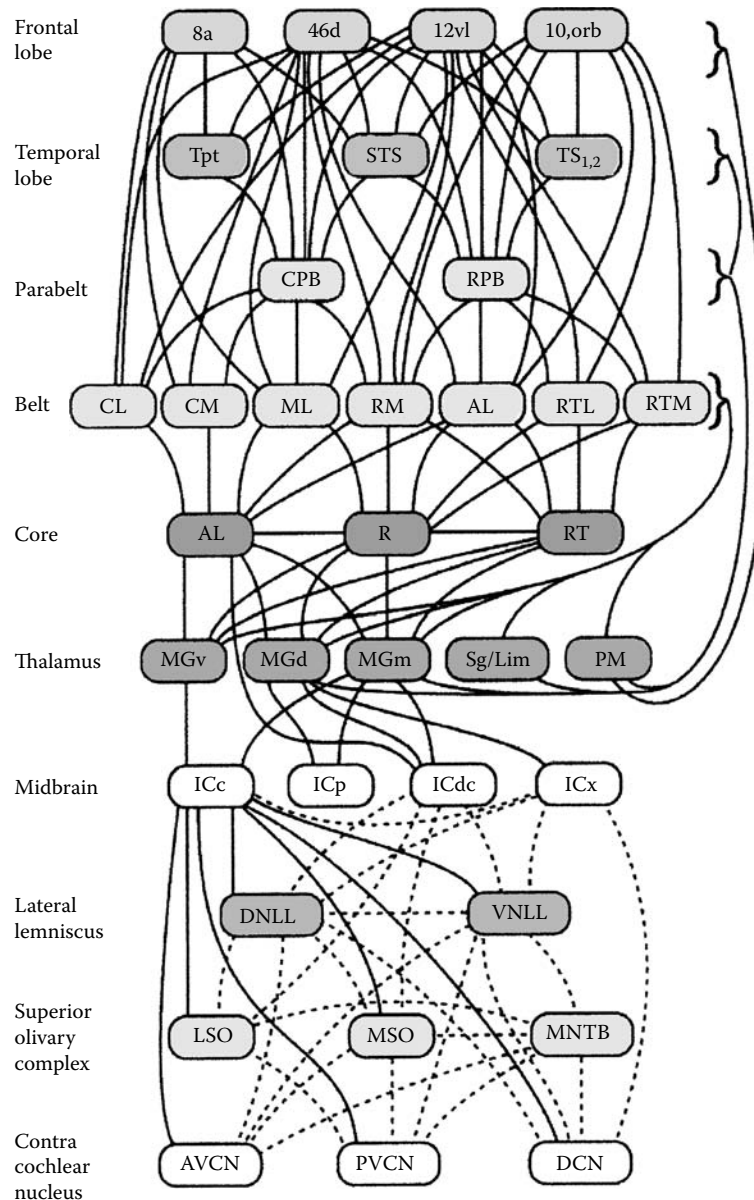 Frontal
lobe
8a 46d 12vl 10,orb
Temporal
lobe
Tpt STS TS1,2
Parabelt
CPB RPB
Belt
CL CM ML RM AL RTL RTM
Core
AL R RT
Thalamus
MGv MGd MGm Sg/Lim PM
Midbrain
ICc ICp ICdc ICx
Lateral
lemniscus
DNLL VNLL
Superior
olivary
complex
LSO MSO MNTB
Contra
cochlear
nucleus
AVCN PVCN DCN